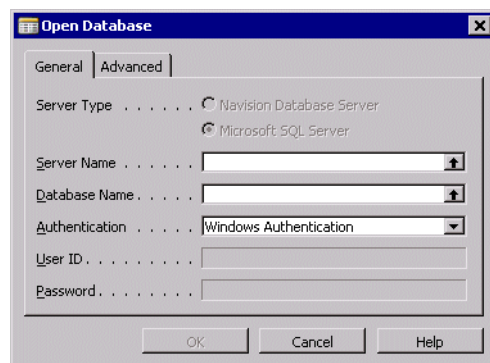 Open Database
General Advanced
Server Type . . . . . . Navision Database Server
Microsoft SQL Server
Server Name . . . . . .
Database Name . . . . .
Authentication . . . . . Windows Authentication
User ID . . . . . . . . .
Password . . . . . . . .
OK Cancel Help